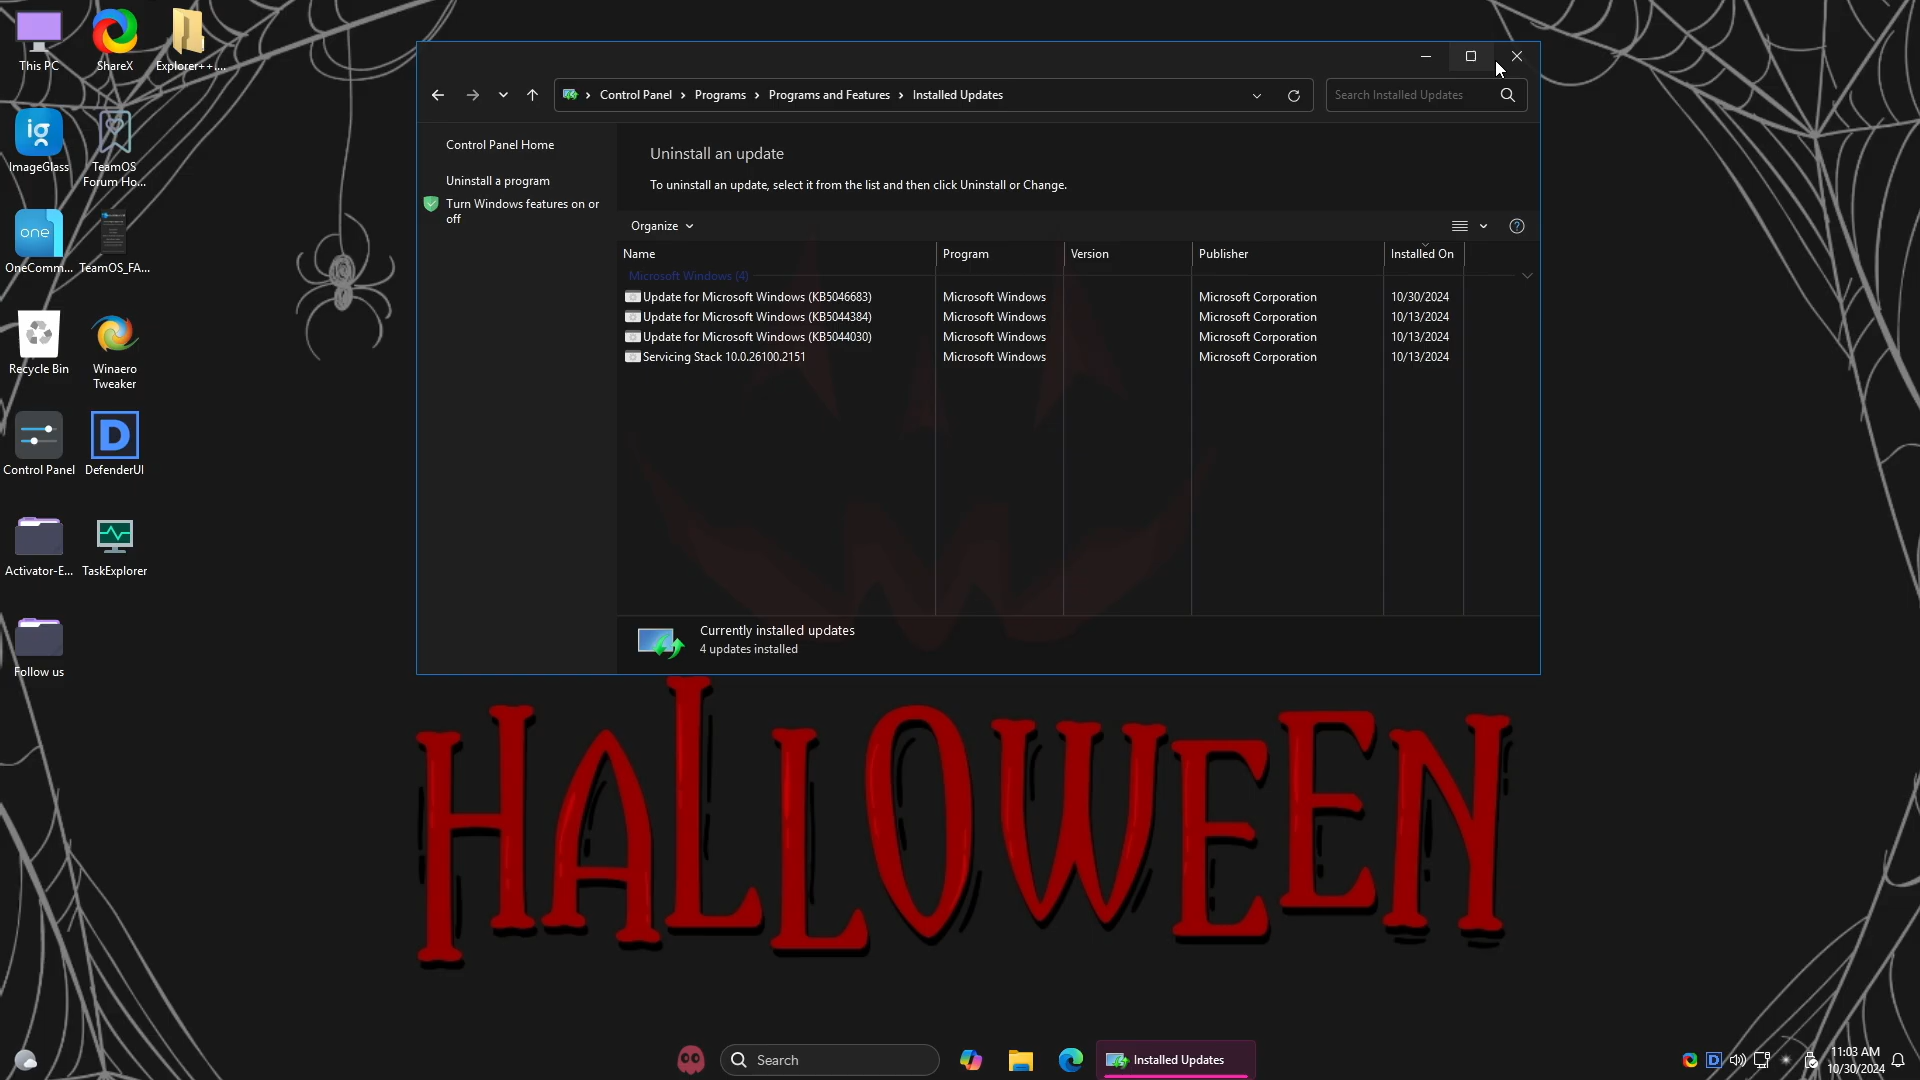 This PC
ShareX
Explorer++....
ig
ImageGlass
TeamOS
Forum Ho...
one
OneComm...
TeamOS_FA...
Recycle Bin
Winaero
Tweaker
Control Panel
D
DefenderUI
Activator-E...
TaskExplorer
Follow us
Control Panel
Programs
Programs and Features
Installed Updates
Search Installed Updates
Control Panel Home
Uninstall a program
Turn Windows features on or
off
Uninstall an update
To uninstall an update, select it from the list and then click Uninstall or Change.
Organize
Name Program Version Publisher Installed On
Microsoft Windows (4)
Update for Microsoft Windows (KB5046683) Microsoft Windows Microsoft Corporation 10/30/2024
Update for Microsoft Windows (KB5044384) Microsoft Windows Microsoft Corporation 10/13/2024
Update for Microsoft Windows (KB5044030) Microsoft Windows Microsoft Corporation 10/13/2024
Servicing Stack 10.0.26100.2151 Microsoft Windows Microsoft Corporation 10/13/2024
Currently installed updates
4 updates installed
HALLOWEEN
Search
Installed Updates
D
11:03 AM
10/30/2024